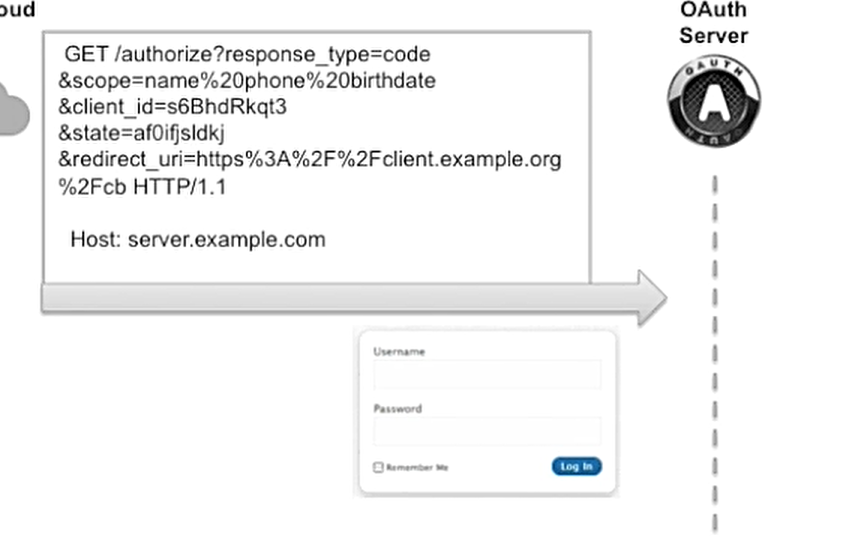 oud
OAuth
Server
GET /authorize?response_type=code
&scope=name%20phone%20birthdate
&client_id=s6BhdRkqt3
&state=af0ifjsldkj
&redirect_uri=https%3A%2F%2Fclient.example.org
%2Fcb HTTP/1.1
Host: server.example.com
OAUTH
A
OAUTH
Username
Password
Remember Me
Log In